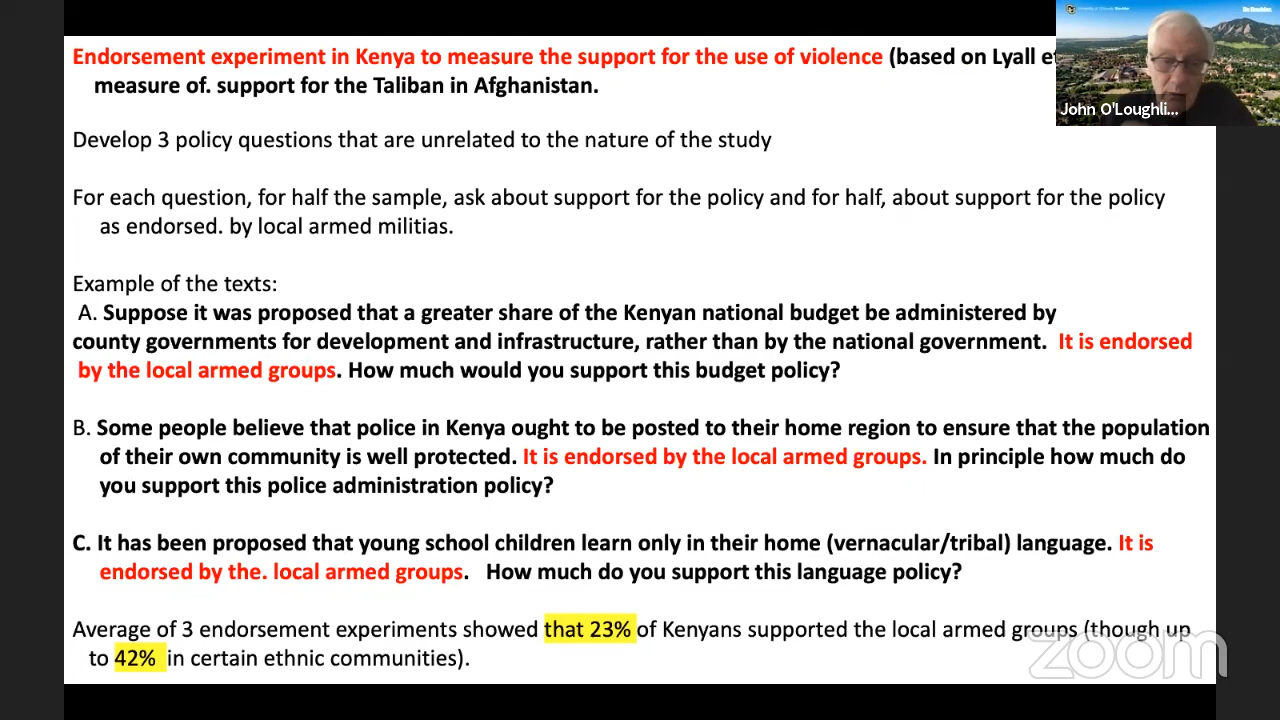 Endorsement experiment in Kenya to measure the support for the use of violence (based on Lyall
measure of. support for the Taliban in Afghanistan.
Develop 3 policy questions that are unrelated to the nature of the study
For each question, for half the sample, ask about support for the policy and for half, about support for the policy
as endorsed. by local armed militias.
Example of the texts:
A. Suppose it was proposed that a greater share of the Kenyan national budget be administered by
county governments for development and infrastructure, rather than by the national government. It is endorsed
by the local armed groups. How much would you support this budget policy?
B. Some people believe that police in Kenya ought to be posted to their home region to ensure that the population
of their own community is well protected. It is endorsed by the local armed groups. In principle how much do
you support this police administration policy?
C. It has been proposed that young school children learn only in their home (vernacular/tribal) language. It is
endorsed by the. local armed groups. How much do you support this language policy?
Average of 3 endorsement experiments showed that 23% of Kenyans supported the local armed groups (though up
to 42% in certain ethnic communities).
University of Colorado Boulder
Be Boulder.
John O'Loughli...
zoom